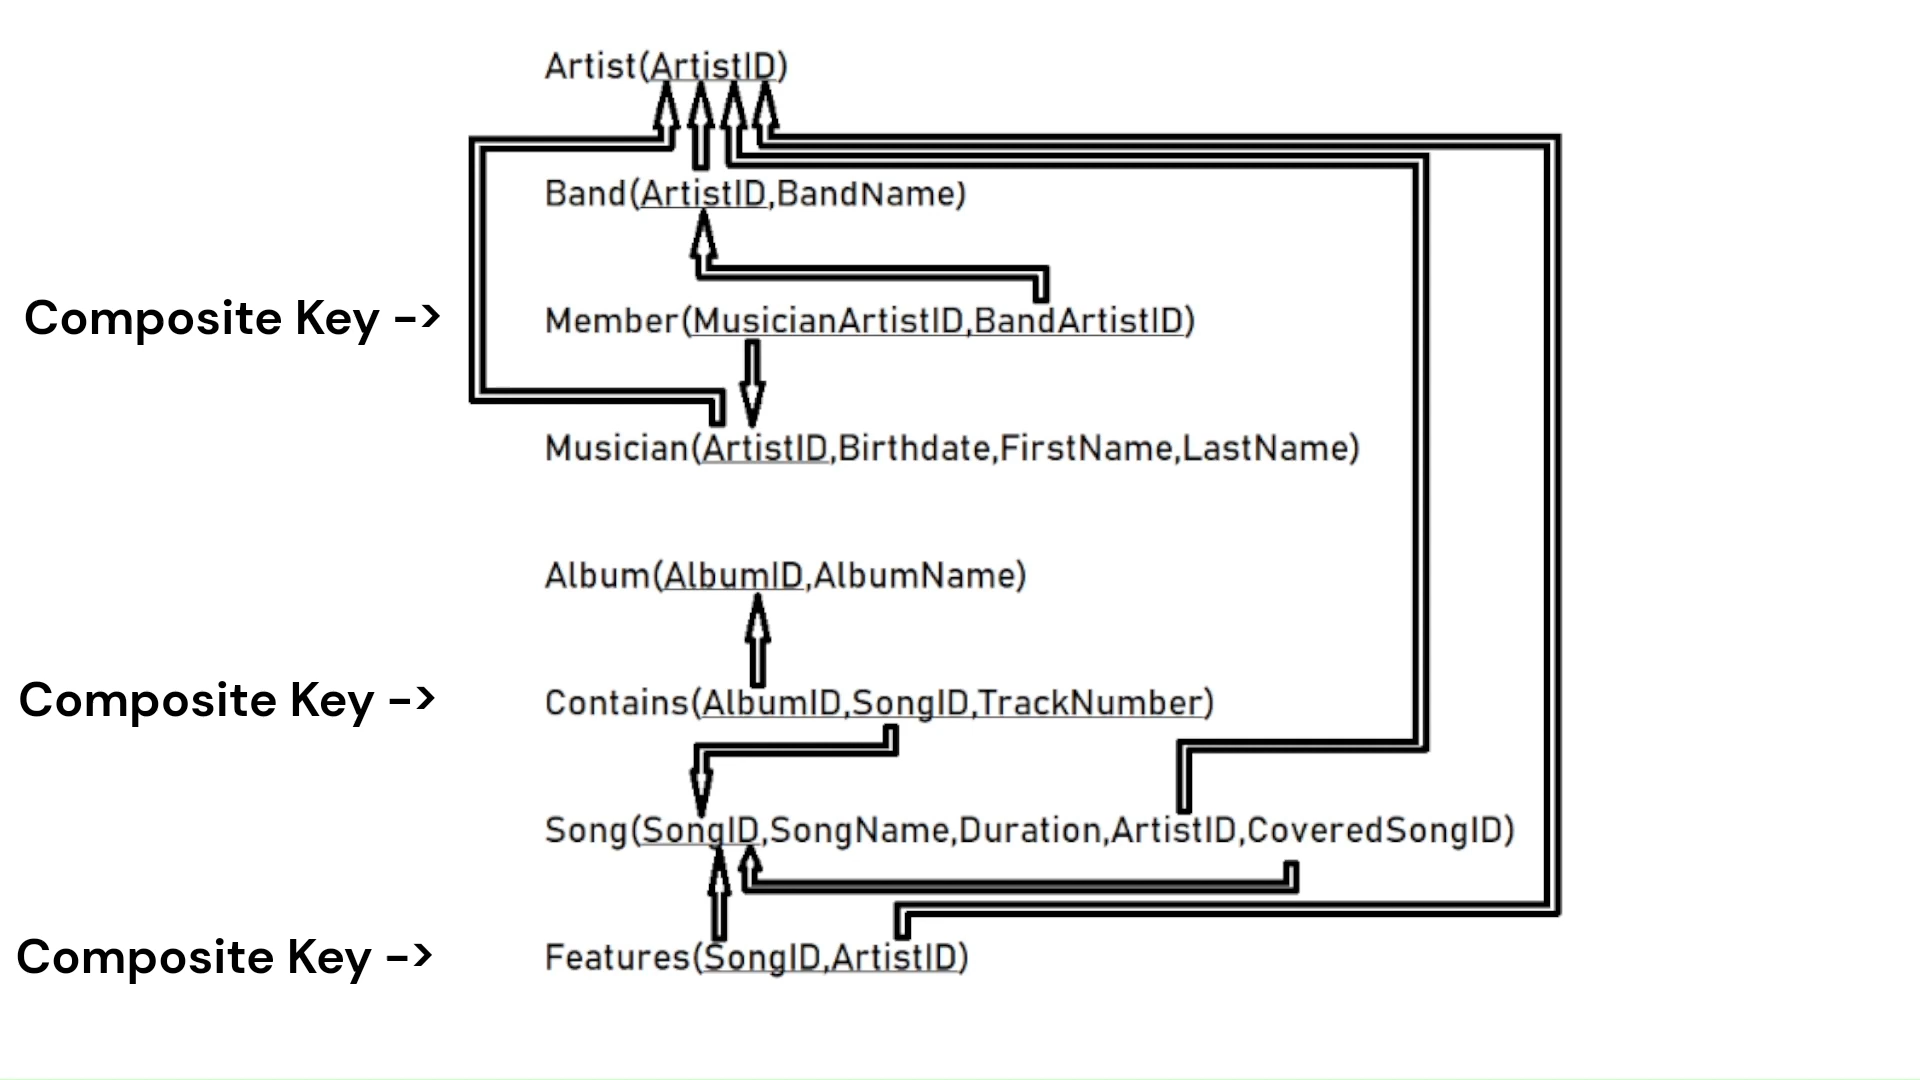 Artist(ArtistID)
Band(ArtistID,BandName)
Composite Key -> Member(MusicianArtistID,BandArtistID)
Musician(ArtistID,Birthdate,FirstName,LastName)
Album(AlbumID,AlbumName)
Composite Key -> Contains(AlbumID,SongID,TrackNumber)
Song(SongID,SongName,Duration,ArtistID,CoveredSongID)
Composite Key -> Features(SongID,ArtistID)